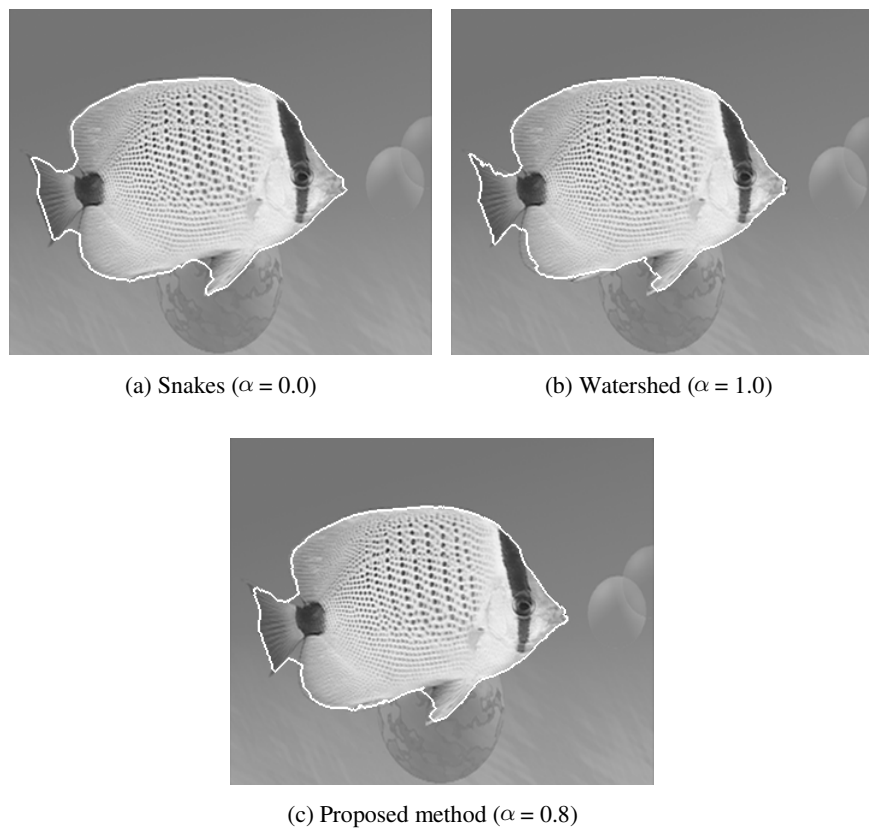 (a) Snakes (α = 0.0)
(b) Watershed (α = 1.0)
(c) Proposed method (α = 0.8)